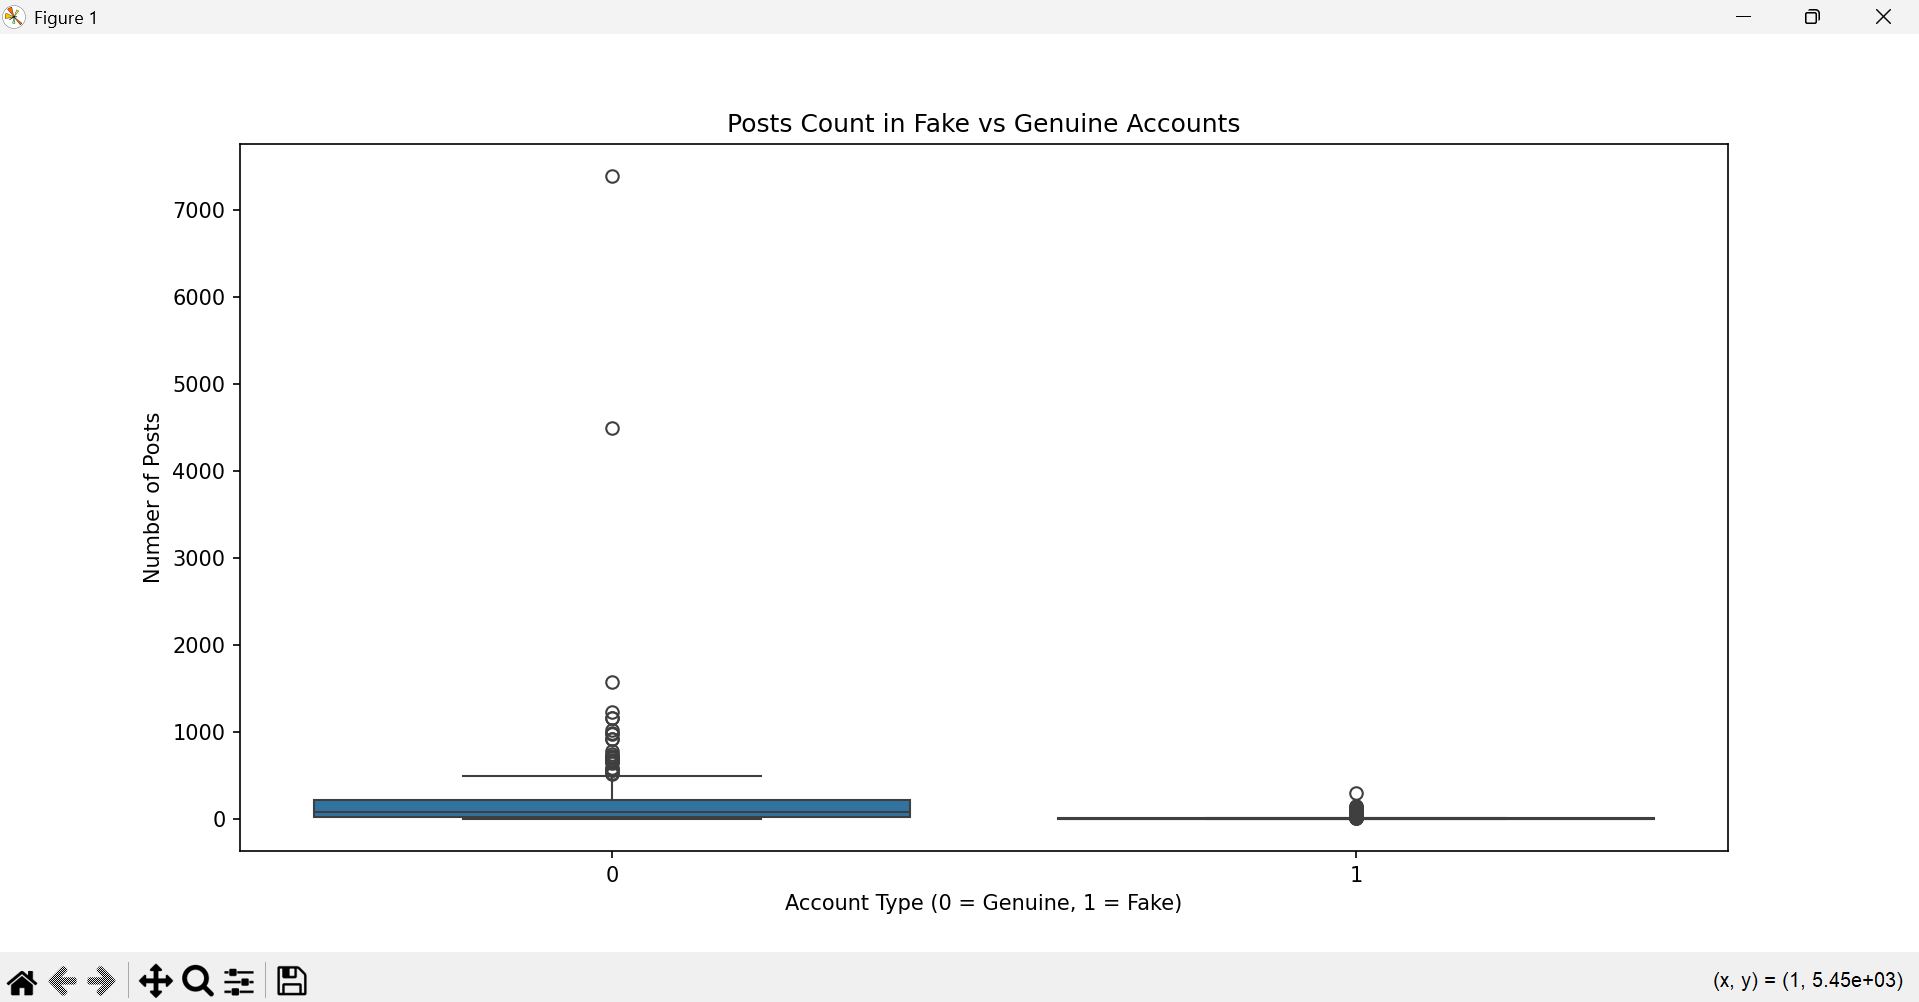 Figure 1
Posts Count in Fake vs Genuine Accounts
7000
6000
5000
4000
3000
2000
1000
0
Number of Posts
0 1
Account Type (0 = Genuine, 1 = Fake)
(x, y) = (1, 5.45e+03)